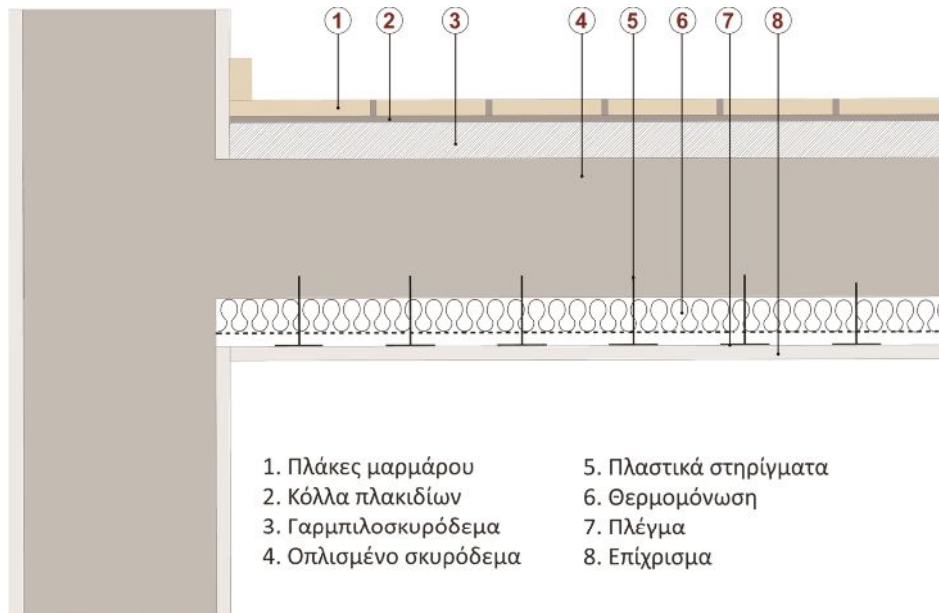 1 2 3 4 5 6 7 8
1. Πλάκες μαρμάρου
2. Κόλλα πλακιδίων
3. Γαρμπιλοσκυρόδεμα
4. Οπλισμένο σκυρόδεμα
5. Πλαστικά στηρίγματα
6. Θερμομόνωση
7. Πλέγμα
8. Επίχρισμα